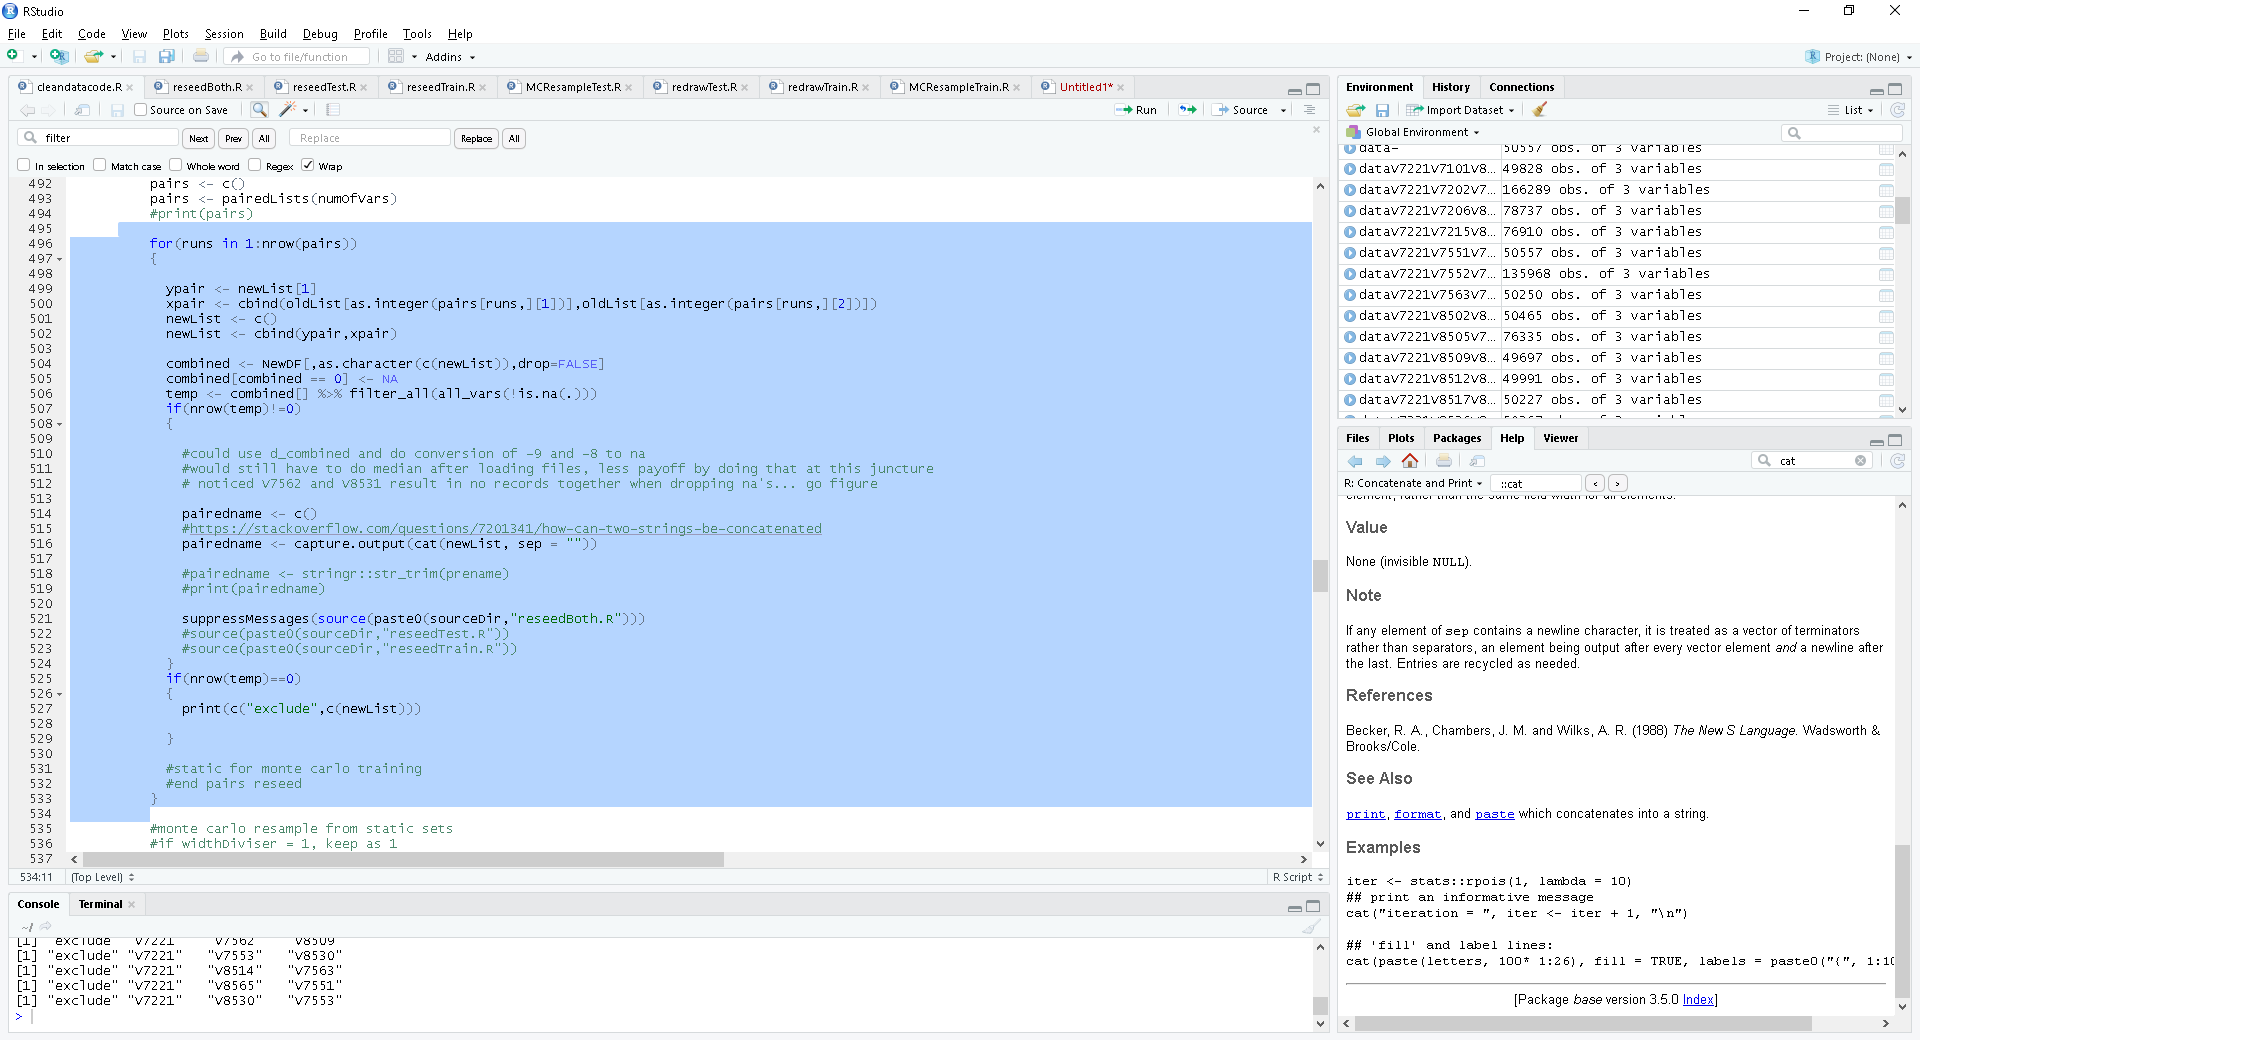 RStudio
File Edit Code View Plots Session Build Debug Profile Tools Help
Go to file/function Addins Project: (None)
cleandatacode.R reseedBoth.R reseedTest.R reseedTrain.R MCResampleTest.R redrawTest.R redrawTrain.R MCResampleTrain.R Untitled1*
Source on Save Run Source
filter Next Prev All Replace Replace All
In selection Match case Whole word Regex Wrap
492 pairs <- c()
493 pairs <- pairedLists(numOfVars)
494 #print(pairs)
495
496 for(runs in 1:nrow(pairs))
497 {
498
499 ypair <- newList[1]
500 xpair <- cbind(oldList[as.integer(pairs[runs,][1])],oldList[as.integer(pairs[runs,][2])])
501 newList <- c()
502 newList <- cbind(ypair,xpair)
503
504 combined <- NewDF[,as.character(c(newList)),drop=FALSE]
505 combined[combined == 0] <- NA
506 temp <- combined[] %>% filter_all(all_vars(!is.na(.)))
507 if(nrow(temp)!=0)
508 {
509
510 #could use d_combined and do conversion of -9 and -8 to na
511 #would still have to do median after loading files, less payoff by doing that at this juncture
512 # noticed V7562 and V8531 result in no records together when dropping na's... go figure
513
514 pairedname <- c()
515 #https://stackoverflow.com/questions/7201341/how-can-two-strings-be-concatenated
516 pairedname <- capture.output(cat(newList, sep = ""))
517
518 #pairedname <- stringr::str_trim(prename)
519 #print(pairedname)
520
521 suppressMessages(source(paste0(sourceDir,"reseedBoth.R")))
522 #source(paste0(sourceDir,"reseedTest.R"))
523 #source(paste0(sourceDir,"reseedTrain.R"))
524 }
525 if(nrow(temp)==0)
526 {
527 print(c("exclude",c(newList)))
528
529 }
530
531 #static for monte carlo training
532 #end pairs reseed
533 }
534
535 #monte carlo resample from static sets
536 #if widthDiviser = 1, keep as 1
537
534:11 (Top Level) R Script
Console Terminal
~/
[1] "exclude" "V7221" "V7562" "V8509"
[1] "exclude" "V7221" "V7553" "V8530"
[1] "exclude" "V7221" "V8514" "V7563"
[1] "exclude" "V7221" "V8565" "V7551"
[1] "exclude" "V7221" "V8530" "V7553"
>
Environment History Connections
Import Dataset List
Global Environment
data- 50557 obs. of 3 variables
dataV7221V7101V8... 49828 obs. of 3 variables
dataV7221V7202V7... 166289 obs. of 3 variables
dataV7221V7206V8... 78737 obs. of 3 variables
dataV7221V7215V8... 76910 obs. of 3 variables
dataV7221V7551V7... 50557 obs. of 3 variables
dataV7221V7552V7... 135968 obs. of 3 variables
dataV7221V7563V7... 50250 obs. of 3 variables
dataV7221V8502V8... 50465 obs. of 3 variables
dataV7221V8505V7... 76335 obs. of 3 variables
dataV7221V8509V8... 49697 obs. of 3 variables
dataV7221V8512V8... 49991 obs. of 3 variables
dataV7221V8517V8... 50227 obs. of 3 variables
Files Plots Packages Help Viewer
cat
R: Concatenate and Print ::cat
element, rather than the same field width for all elements.
Value
None (invisible NULL).
Note
If any element of sep contains a newline character, it is treated as a vector of terminators
rather than separators, an element being output after every vector element and a newline after
the last. Entries are recycled as needed.
References
Becker, R. A., Chambers, J. M. and Wilks, A. R. (1988) The New S Language. Wadsworth &
Brooks/Cole.
See Also
print, format, and paste which concatenates into a string.
Examples
iter <- stats::rpois(1, lambda = 10)
## print an informative message
cat("iteration = ", iter <- iter + 1, "\n")
## 'fill' and label lines:
cat(paste(letters, 100* 1:26), fill = TRUE, labels = paste0("{", 1:10
[Package base version 3.5.0 Index]